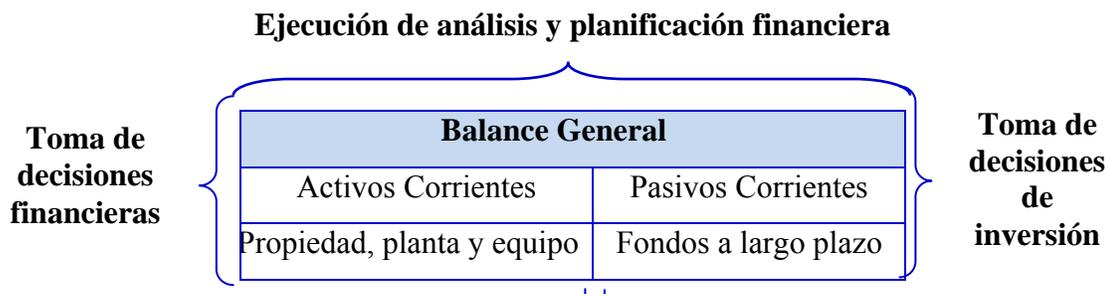 Ejecución de análisis y planificación financiera
Toma de
decisiones
financieras
Balance General
Activos Corrientes
Pasivos Corrientes
Propiedad, planta y equipo
Fondos a largo plazo
Toma de
decisiones
de
inversión